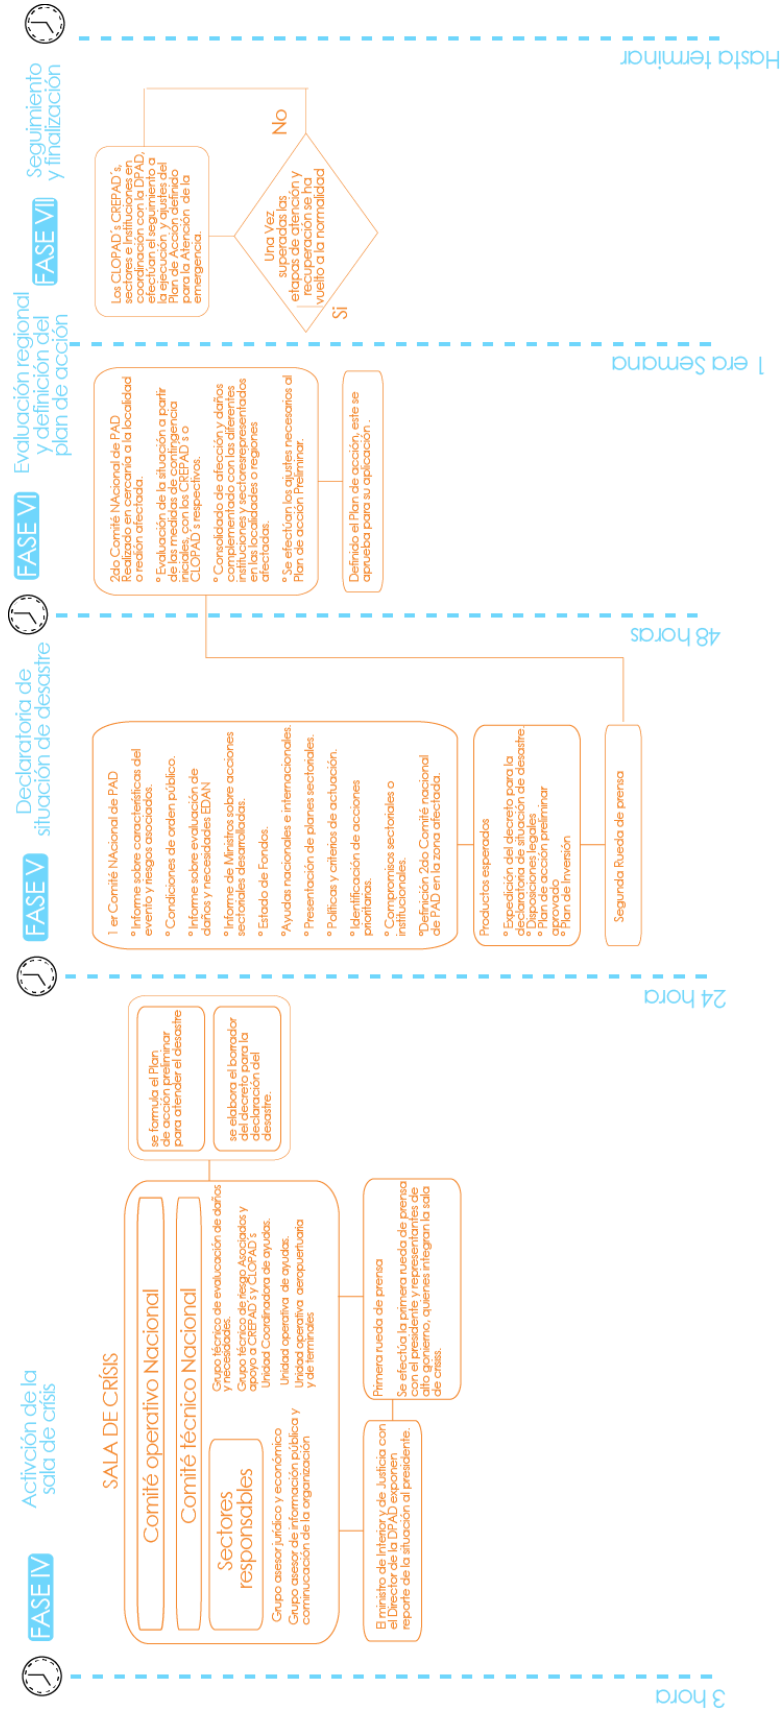 FASE IV
Activción de la
sala de crísis
3 hora
SALA DE CRÍSIS
Comité operativo Nacional
Comité técnico Nacional
Sectores
responsables
Grupo técnico de evalucación de daños
y necesidades.
Grupo técnico de riesgo Asociados y
apoyo a CREPAD´s y CLOPAD´s
Unidad Coordinadora de ayudas.
Unidad operativa de ayudas.
Unidad operativa aeropuertuaria
y de terminales
Grupo asesor jurídico y económico
Grupo asesor de información pública y
cominucación de la organización
se formula el Plan
de acción preliminar
para atender el desastre
se elabora el borrador
del decreto para la
declaración del
desastre.
El ministro de Interior y de Justicia con
el Director de la DPAD exponen
reporte de la situación al presidente.
Primera rueda de prensa
Se efectúa la primera rueda de prensa
con el presidente y representantes de
alto gonierno, quienes integran la sala
de crisiss.
24 hora
FASE V
Declaratoria de
situación de desastre
1 er Comité NAcional de PAD
° Informe sobre características del
evento y riesgos asociados.
° Condiciones de orden público.
° Informe sobre evaluación de
daños y necesidades EDAN
° Informe de Ministros sobre acciones
sectoriales desarrolladas.
° Estado de Fondos.
°Ayudas nacionales e internacionales.
° Presentación de planes sectoriales.
° Políticas y criterios de actuación.
° Identificación de acciones
prioritarias.
° Compromisos sectoriales o
institucionales.
°Definición 2do Comité nacional
de PAD en la zona afectada.
Productos esperados
° Expedición del decreto para la
declaratoria de situación de desastre.
° Disposiciones legales
° Plan de acción preliminar
aprovado
° Plan de Inversión
Segunda Rueda de prensa
48 horas
FASE VI
Evaluación regional
y definición del
plan de acción
2do Comité NAcional de PAD
Realizado en cercanía a la localidad
o región afectada.
° Evaluación de la situación a partir
de las medidas de contingencia
iniciales, con los CREPAD´s o
CLOPAD´s respectivos.
° Consolidado de afección y daños
complementado con las diferentes
instituciones y sectoresrepresentados
en las localidades o regiones
afectadas.
° Se efectúan los ajustes necesarios al
Plan de acción Preliminar.
Definido el Plan de acción, este se
aprueba para su aplicación .
1 era Semana
FASE VII
Seguimiento
y finalización
Los CLOPAD´s CREPAD´s,
sectores e Instituciones en
coordinación con la DPAD,
efectúan el seguimiento a
la ejecución y ajustes del
Plan de Acción definido
para la Atención de la
emergencia.
Una Vez
superadas las
etapas de atención y
recuperación se ha
vuelto a la normalidad
Si
No
Hasta terminar